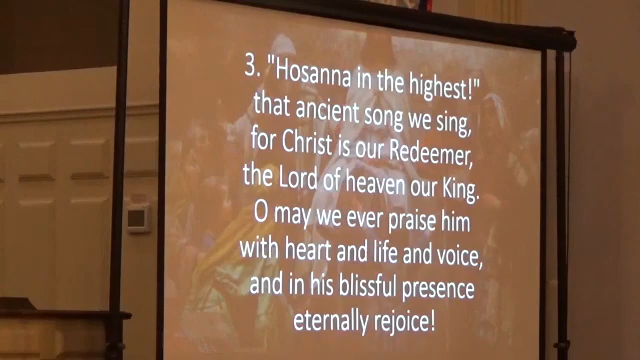 3. "Hosanna in the highest!"
that ancient song we sing,
for Christ is our Redeemer,
the Lord of heaven our King.
O may we ever praise him
with heart and life and voice,
and in his blissful presence
eternally rejoice!